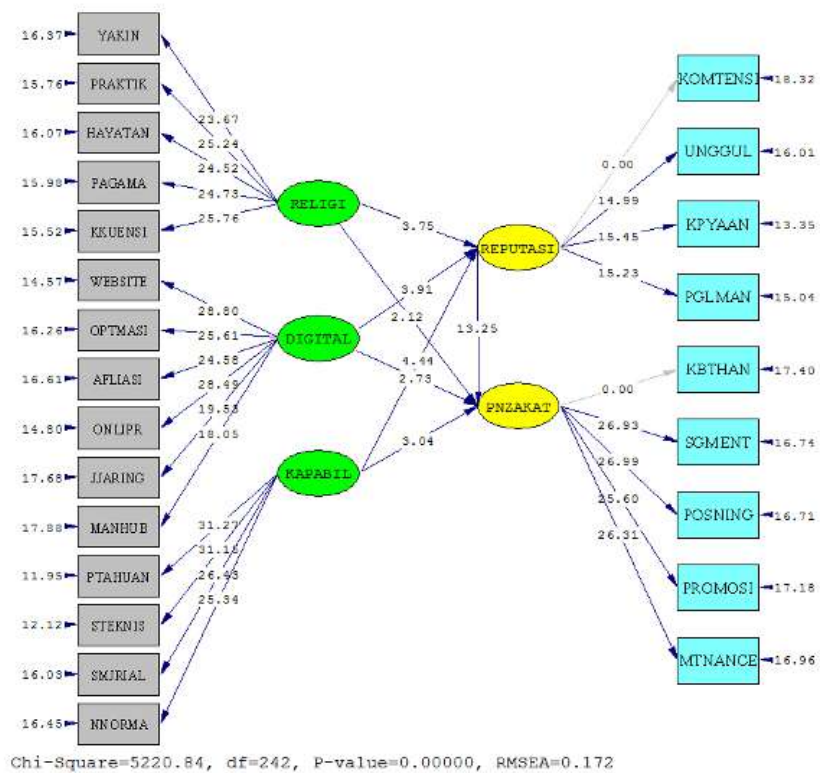 16.37 YAKIN
15.76 PRAKTIK
16.07 HAYATAN
15.98 PAGAMA
15.52 KKUENSI
14.57 WEBSITE
16.26 OPTMASI
16.61 AFLIASI
14.80 ONLIPR
17.68 JJARING
17.88 MANHUB
11.95 PTAHUAN
12.12 STEKNIS
16.03 SMJRIAL
16.45 NNORMA
23.67
25.24
24.52
24.73
25.76
28.80
25.61
24.58
28.49
19.53
18.05
31.27
26.43
25.34
RELIGI
DIGITAL
KAPABIL
3.75
3.91
2.12
13.25
4.44
2.73
3.04
REPUTASI
PNZAKAT
0.00
14.99
15.45
15.23
0.00
26.93
26.99
25.60
26.31
KOMTENSI 18.32
UNGGUL 16.01
KPYAAN 13.35
PGLMAN 15.04
KBTHAN 17.40
SGMENT 16.74
POSNING 16.71
PROMOSI 17.18
MTNANCE 16.96
Chi-Square=5220.84, df=242, P-value=0.00000, RMSEA=0.172